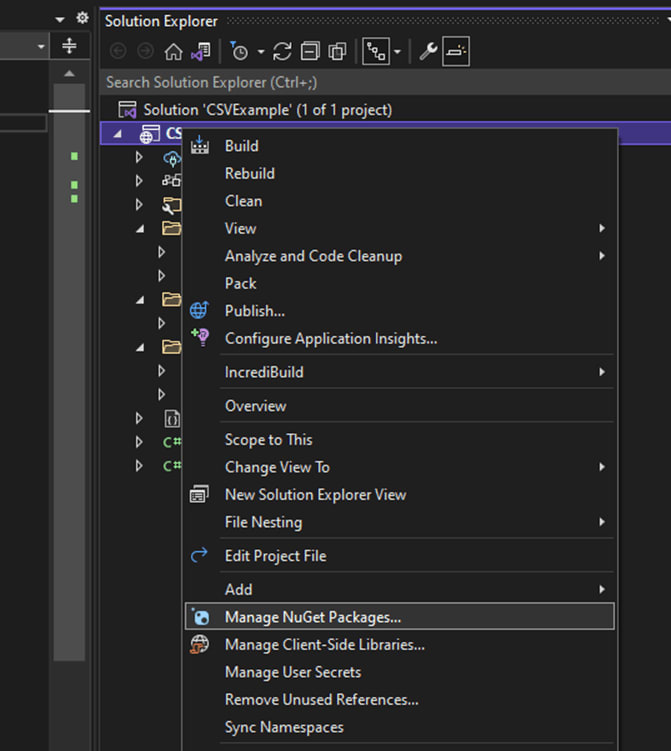 Solution Explorer
Search Solution Explorer (Ctrl+;)
Solution 'CSVExample' (1 of 1 project)
Build
Rebuild
Clean
View
Analyze and Code Cleanup
Pack
Publish...
Configure Application Insights...
IncrediBuild
Overview
Scope to This
Change View To
New Solution Explorer View
File Nesting
Edit Project File
Add
Manage NuGet Packages...
Manage Client-Side Libraries...
Manage User Secrets
Remove Unused References...
Sync Namespaces